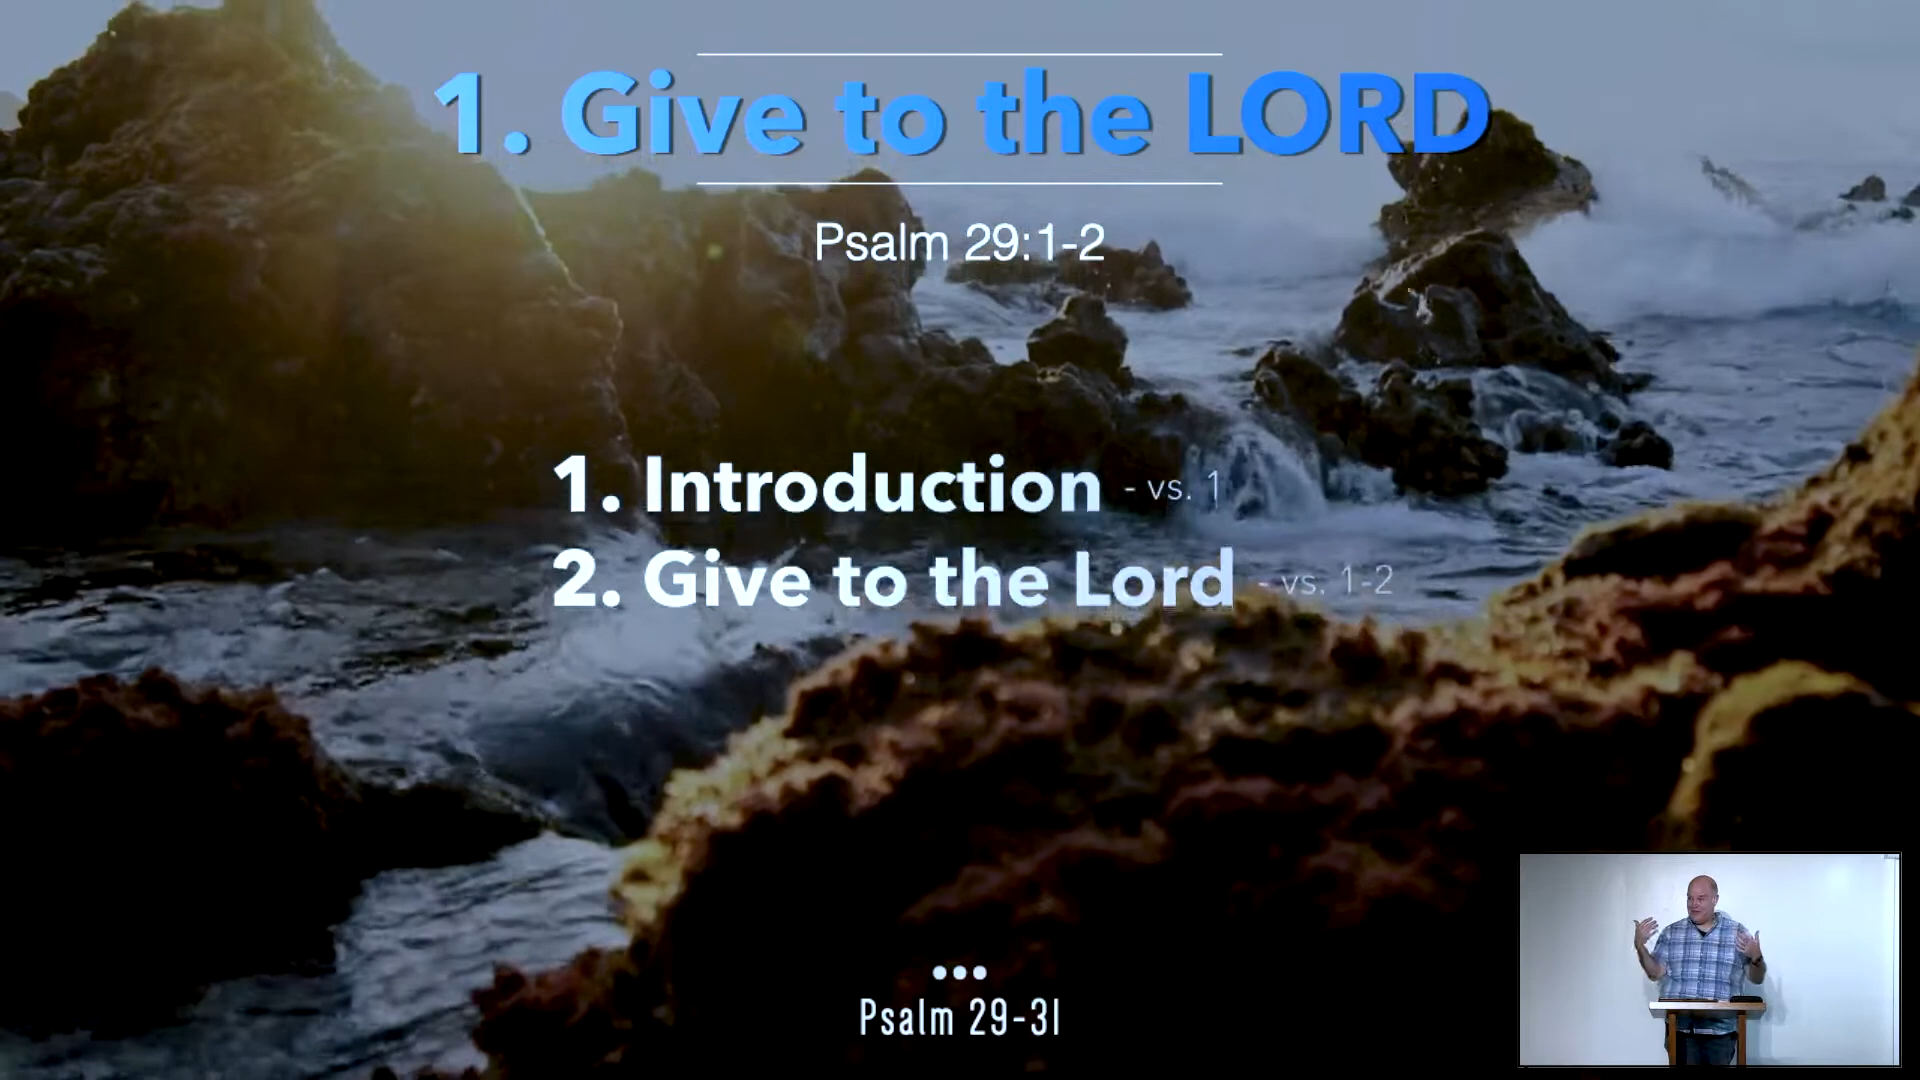 1. Give to the LORD
Psalm 29:1-2
1. Introduction - vs. 1
2. Give to the Lord - vs. 1-2
Psalm 29-31